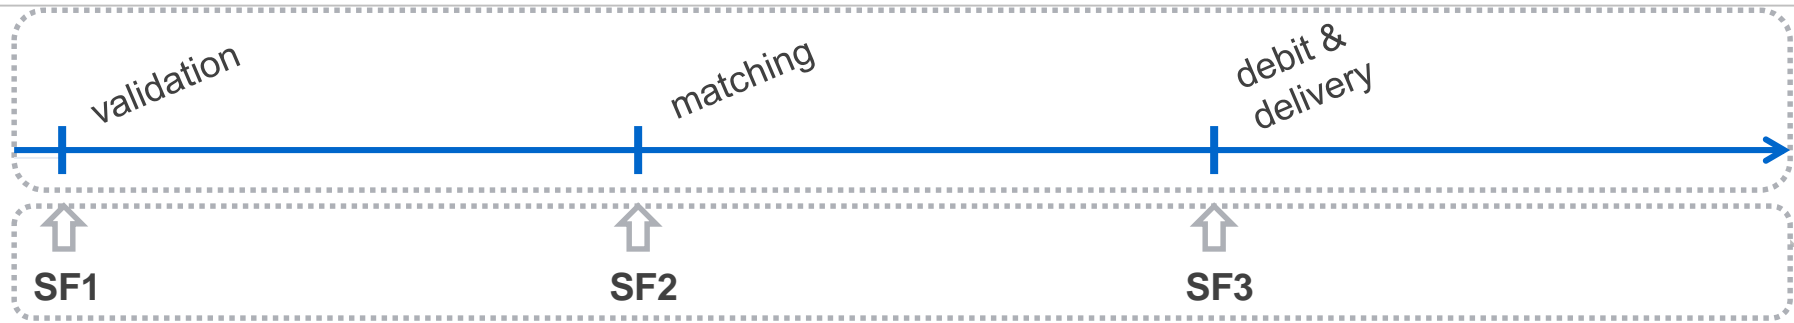 validation
matching
debit &
delivery
SF1
SF2
SF3